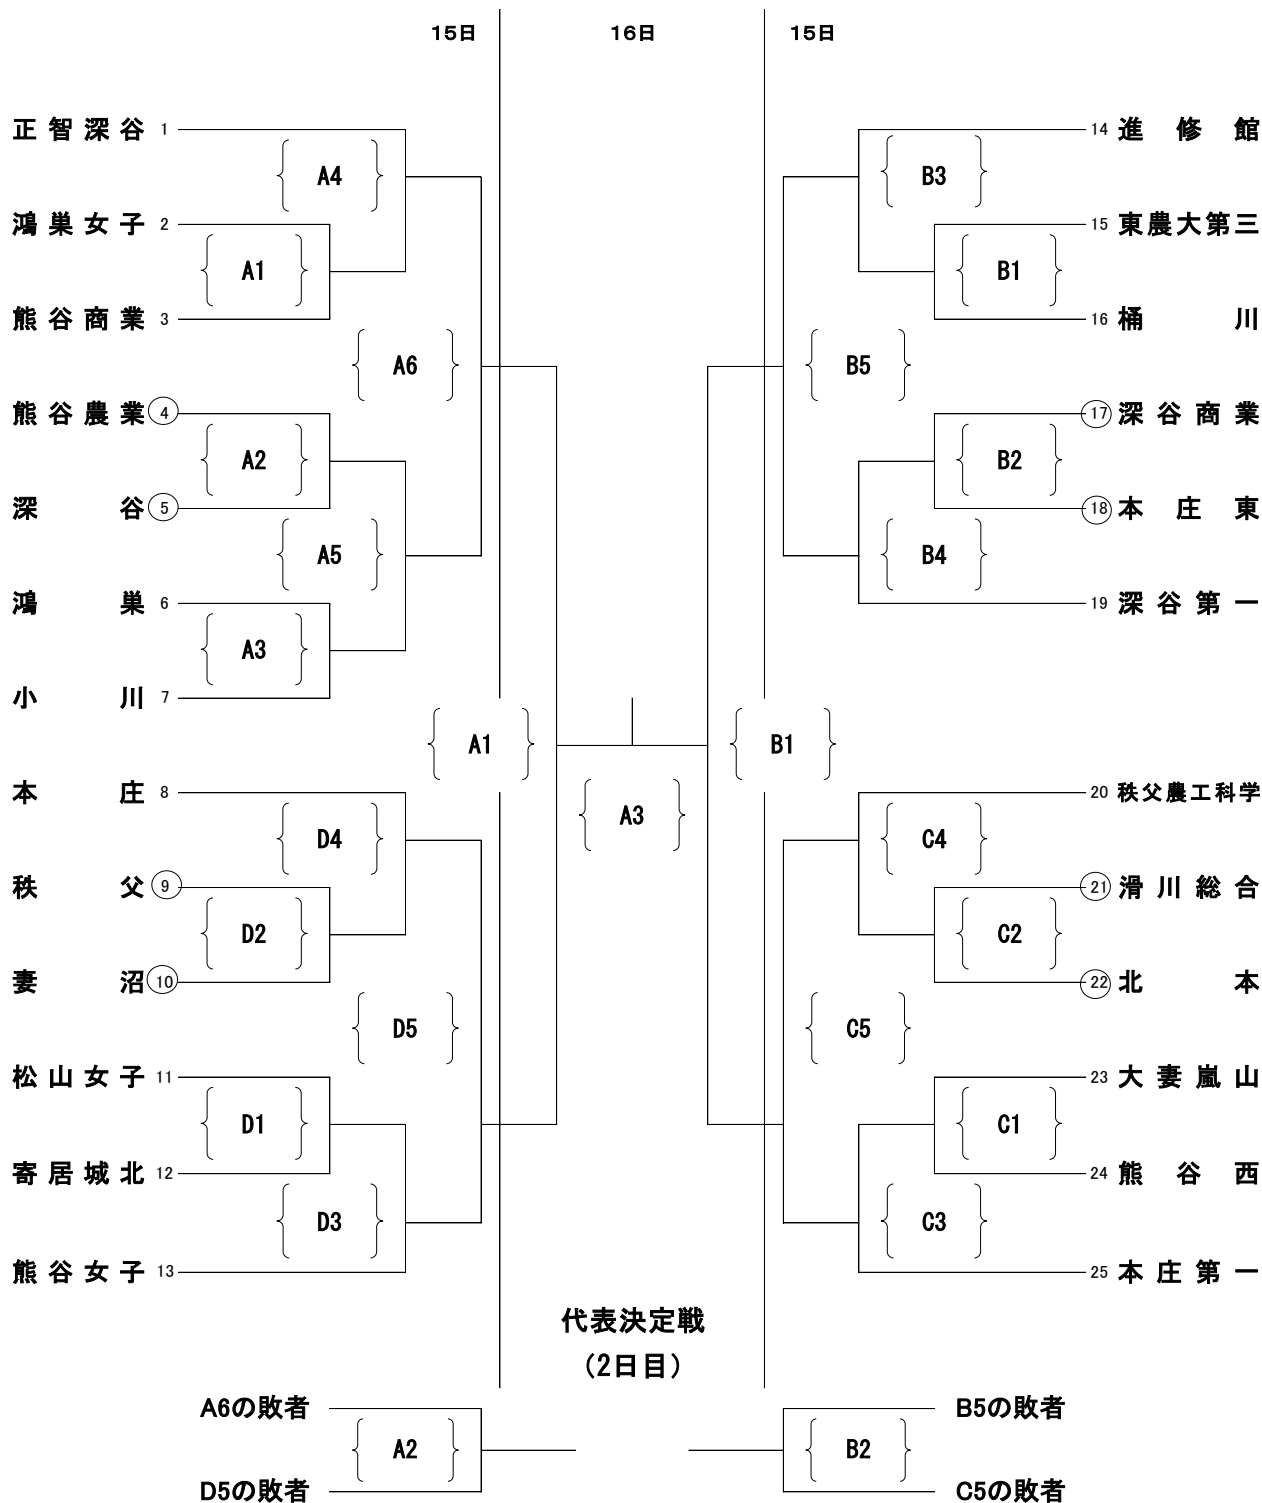 15日 16日 15日
正智深谷 1
A4
鴻巣女子 2
A1
熊谷商業 3
A6
熊谷農業 4
A2
深谷 5
A5
鴻巣 6
A3
小川 7
A1
本庄 8
D4
秩父 9
D2
妻沼 10
D5
松山女子 11
D1
寄居城北 12
D3
熊谷女子 13
A3
14 進修館
B3
15 東農大第三
B1
16 桶川
B5
17 深谷商業
B2
18 本庄東
B4
19 深谷第一
B1
20 秩父農工科学
C4
21 滑川総合
C2
22 北本
C5
23 大妻嵐山
C1
24 熊谷西
C3
25 本庄第一
代表決定戦
(2日目)
A6の敗者
A2
D5の敗者
B5の敗者
B2
C5の敗者